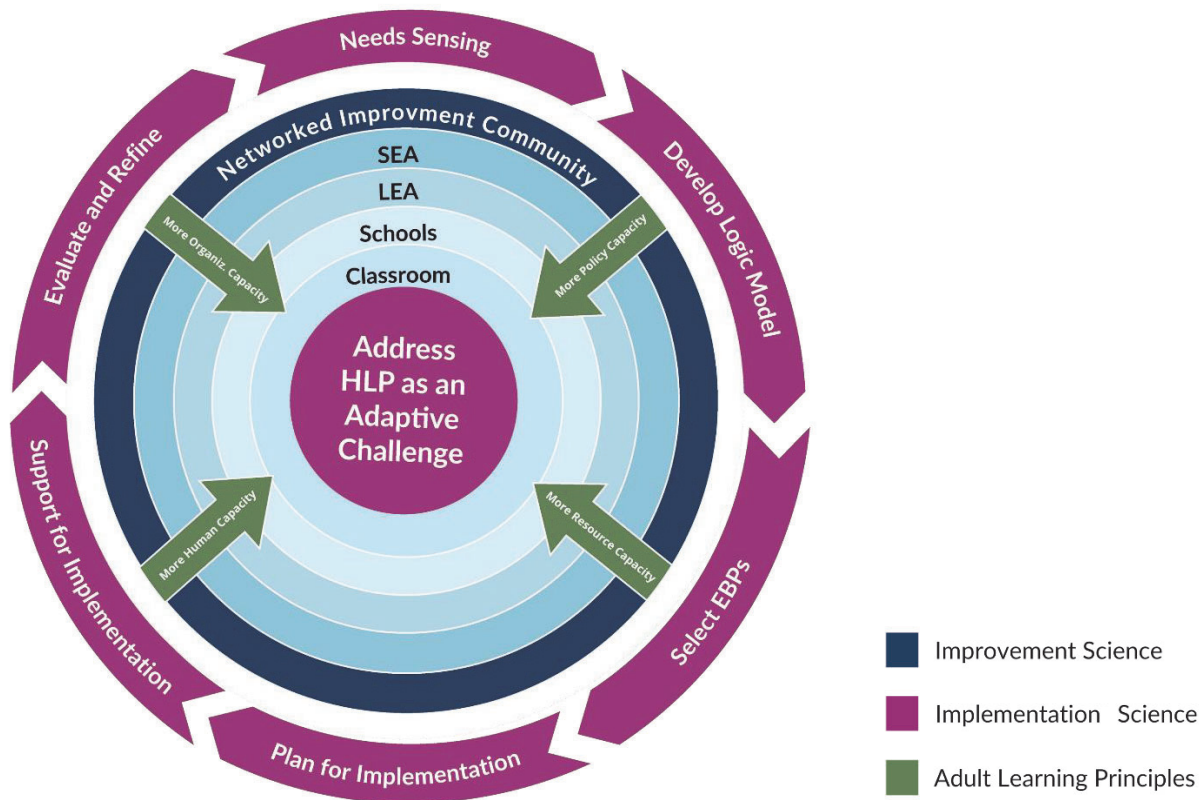 Needs Sensing
Develop Logic Model
Select EBPs
Plan for Implementation
Support for Implementation
Evaluate and Refine
Networked Improvment Community
SEA
LEA
Schools
Classroom
More Organiz. Capacity
More Policy Capacity
More Human Capacity
More Resource Capacity
Address
HLP as an
Adaptive
Challenge
Improvement Science
Implementation Science
Adult Learning Principles